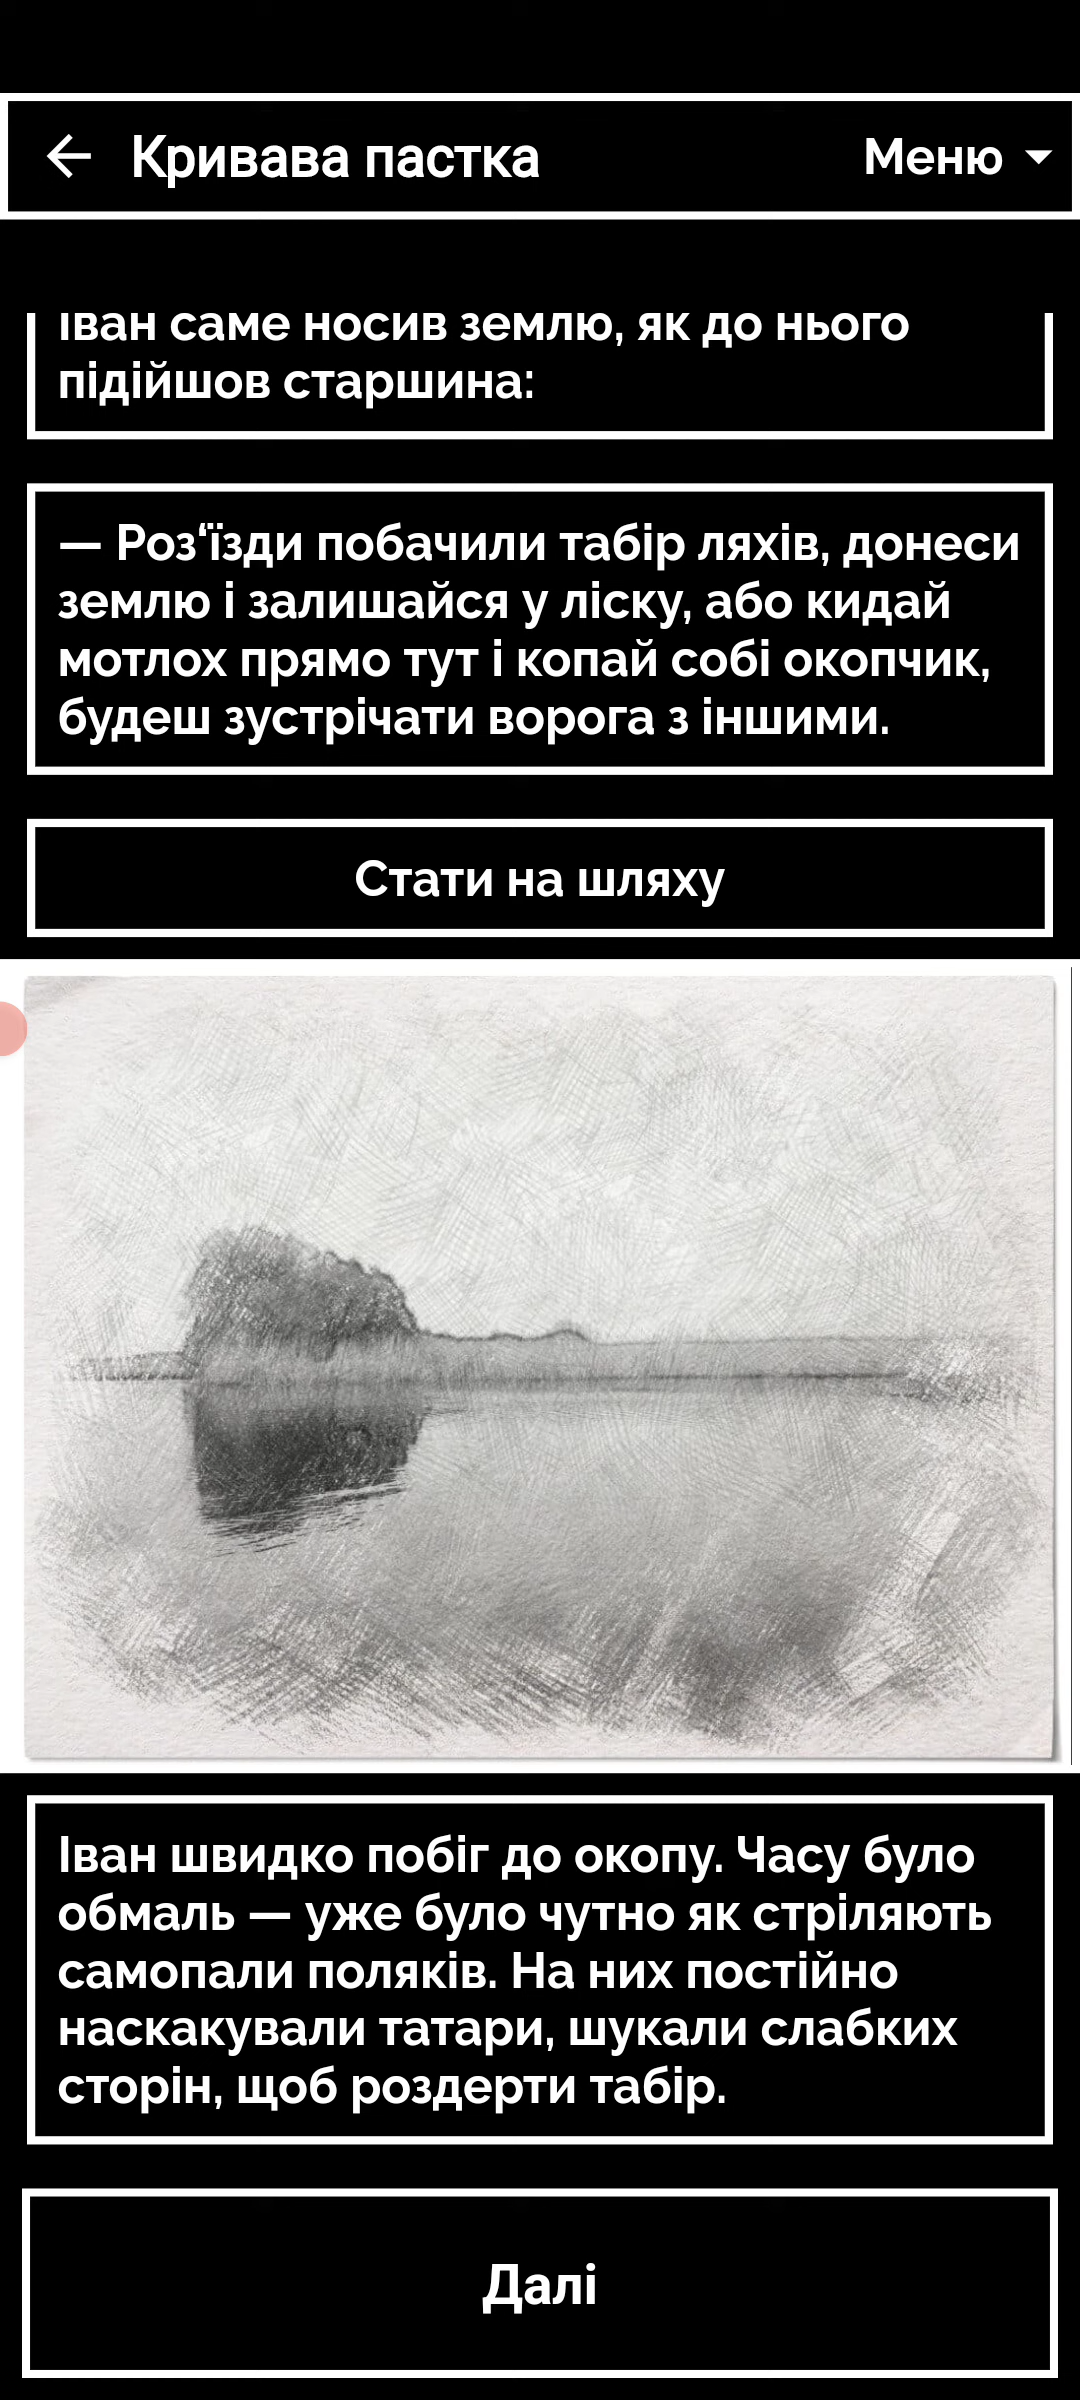 Кривава пастка
Меню
Іван саме носив землю, як до нього
підійшов старшина:
— Роз‘їзди побачили табір ляхів, донеси
землю і залишайся у ліску, або кидай
мотлох прямо тут і копай собі окопчик,
будеш зустрічати ворога з іншими.
Стати на шляху
Іван швидко побіг до окопу. Часу було
обмаль — уже було чутно як стріляють
самопали поляків. На них постійно
наскакували татари, шукали слабких
сторін, щоб роздерти табір.
Далі